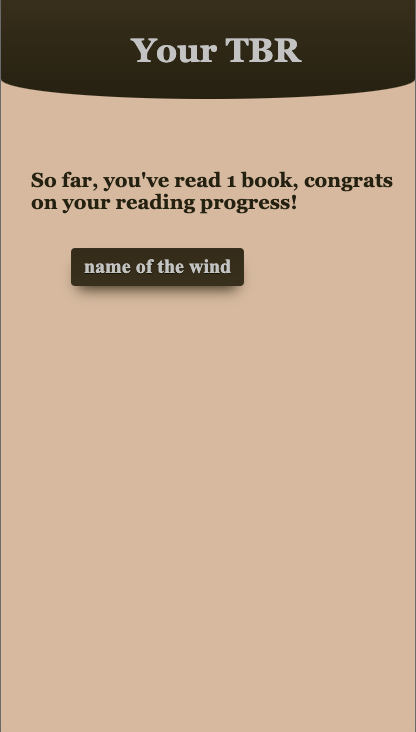 Your TBR
So far, you've read 1 book, congrats
on your reading progress!
name of the wind